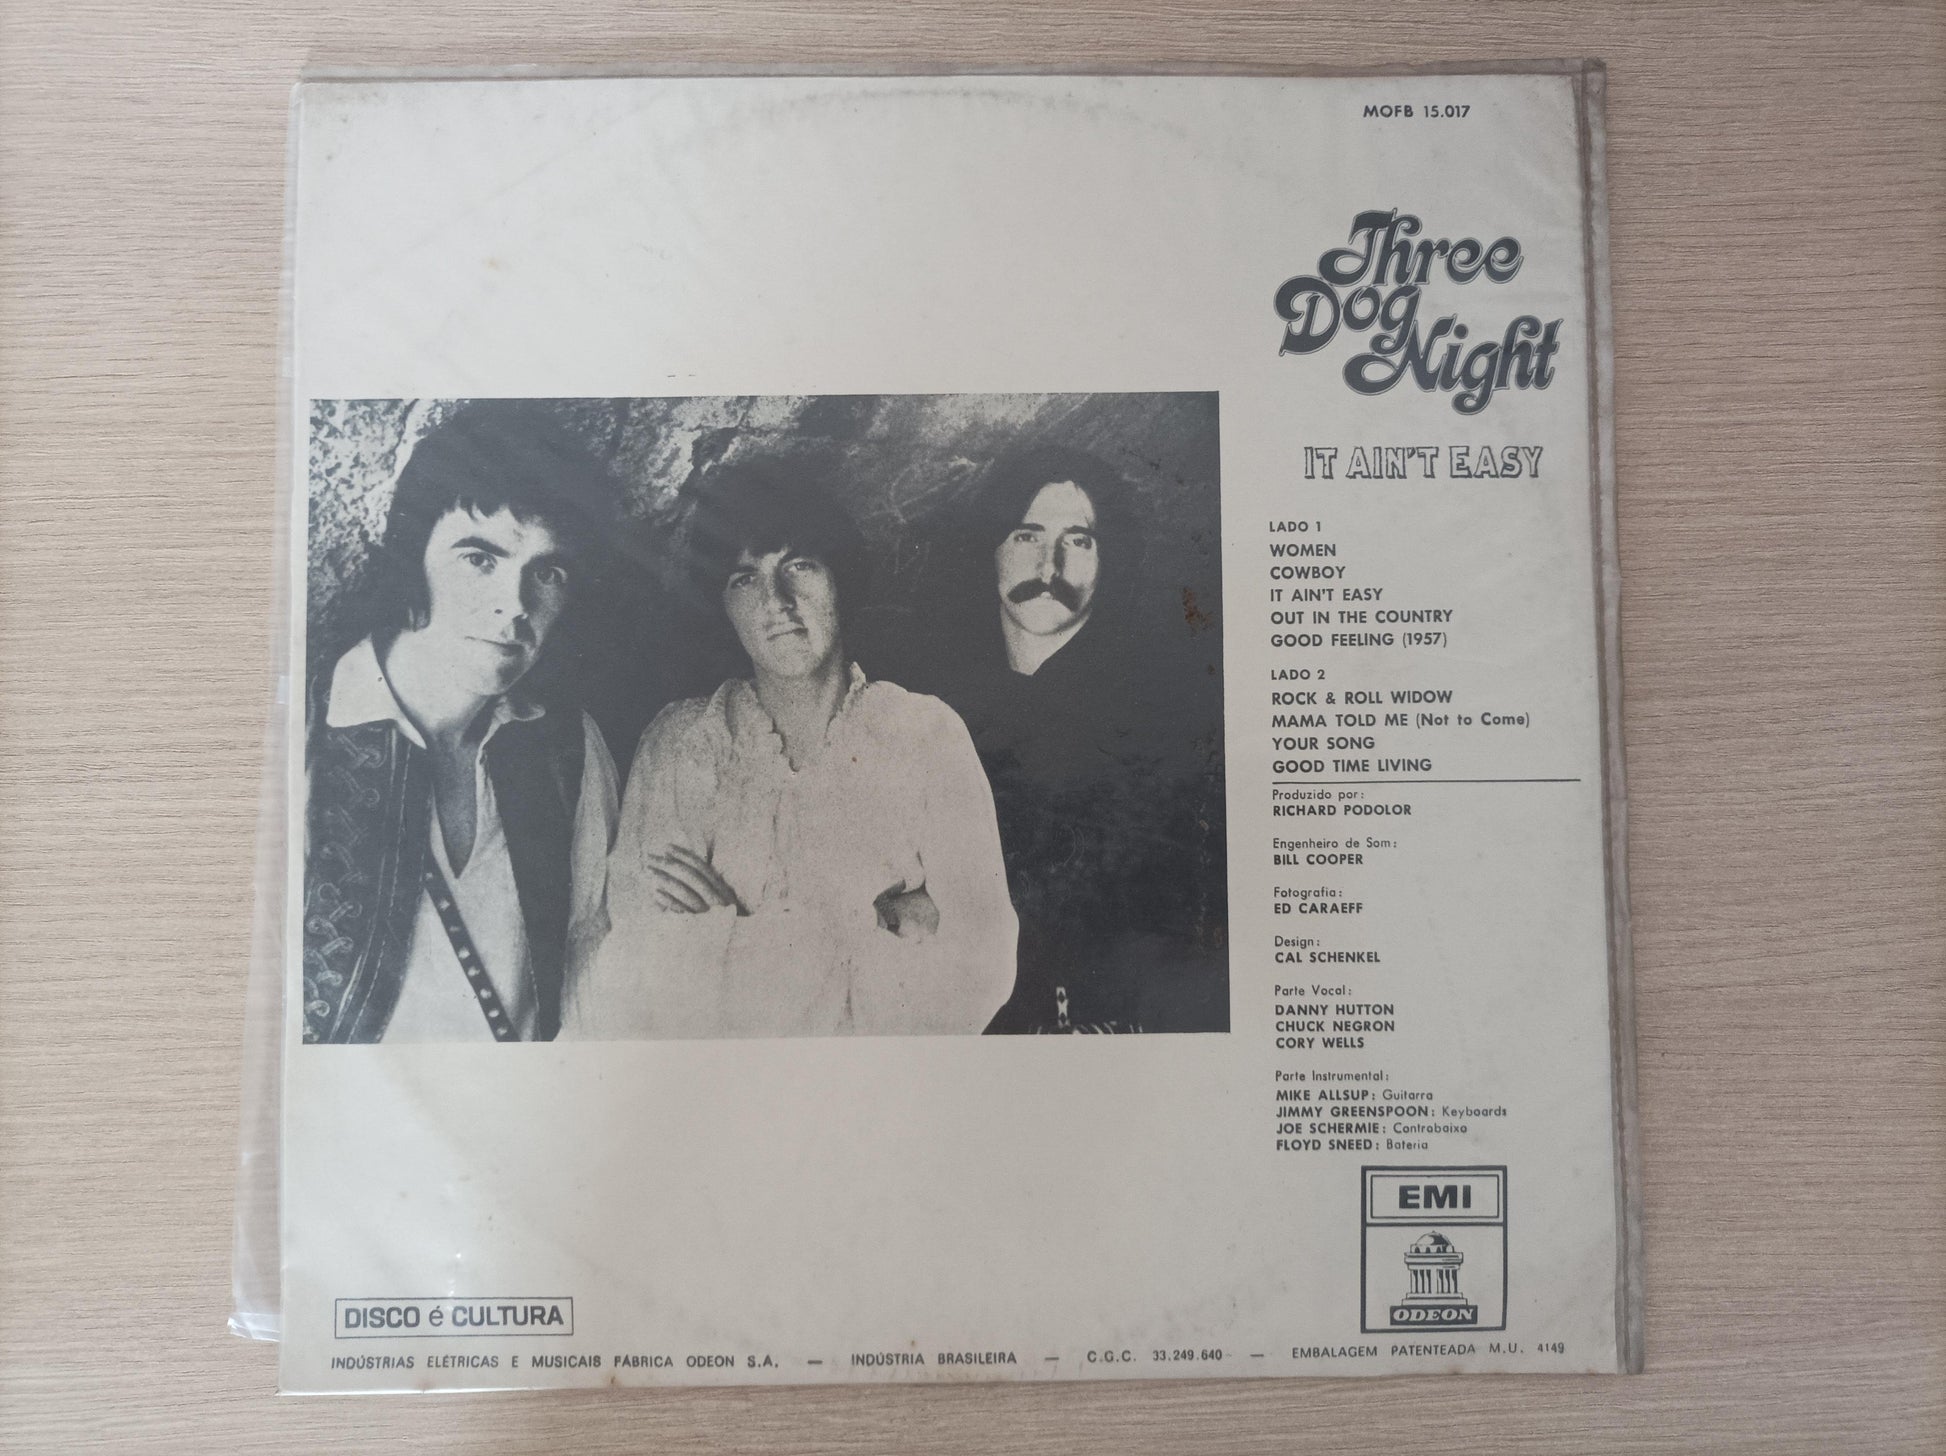 MOFB 15.017
Three
Dog
Night
IT AIN'T EASY
LADO 1
WOMEN
COWBOY
IT AIN'T EASY
OUT IN THE COUNTRY
GOOD FEELING (1957)
LADO 2
ROCK & ROLL WIDOW
MAMA TOLD ME (Not to Come)
YOUR SONG
GOOD TIME LIVING
Produzido por:
RICHARD PODOLOR
Engenheiro de Som:
BILL COOPER
Fotografia:
ED CARAEFF
Design:
CAL SCHENKEL
Parte Vocal:
DANNY HUTTON
CHUCK NEGRON
CORY WELLS
Parte Instrumental:
MIKE ALLSUP: Guitarra
JIMMY GREENSPOON: Keyboards
JOE SCHERMIE: Contrabaixo
FLOYD SNEED: Bateria
EMI
ODEON
DISCO é CULTURA
INDÚSTRIAS ELÉTRICAS E MUSICAIS FÁBRICA ODEON S.A. — INDÚSTRIA BRASILEIRA — C.G.C. 33.249.640 — EMBALAGEM PATENTEADA M.U. 4149